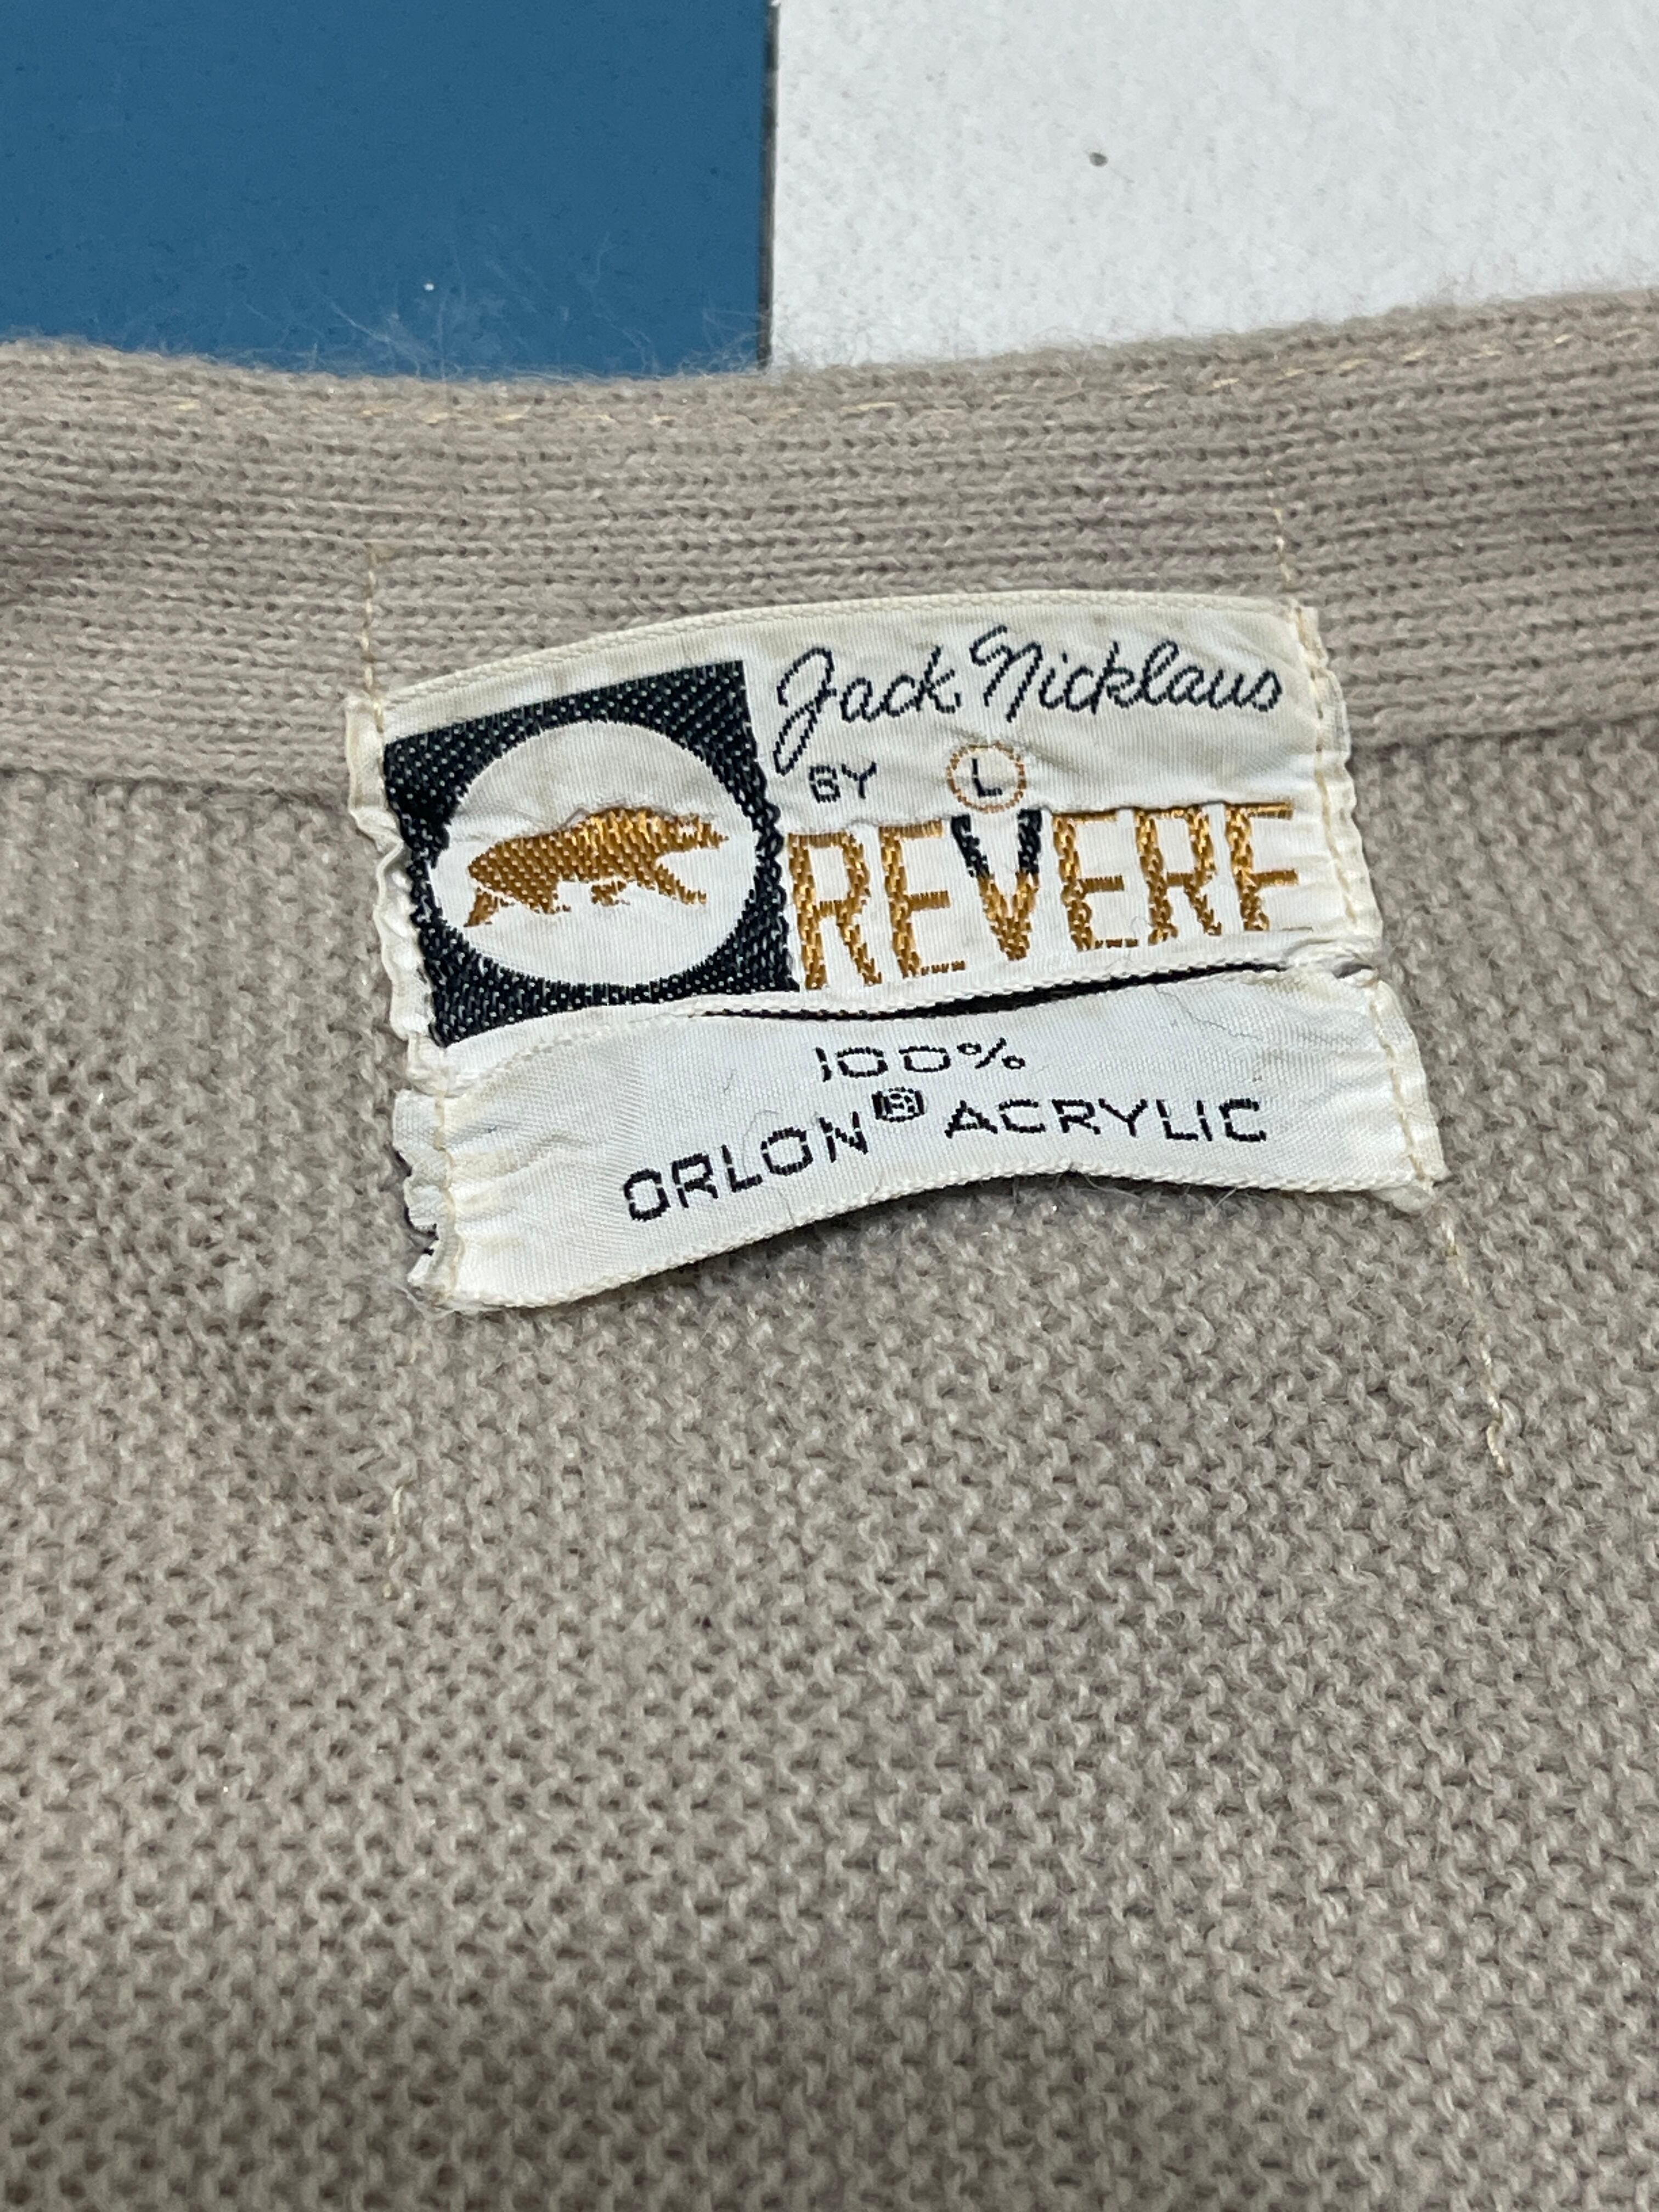 Jack Nicklaus
BY L
REVERE
100%
ORLON® ACRYLIC